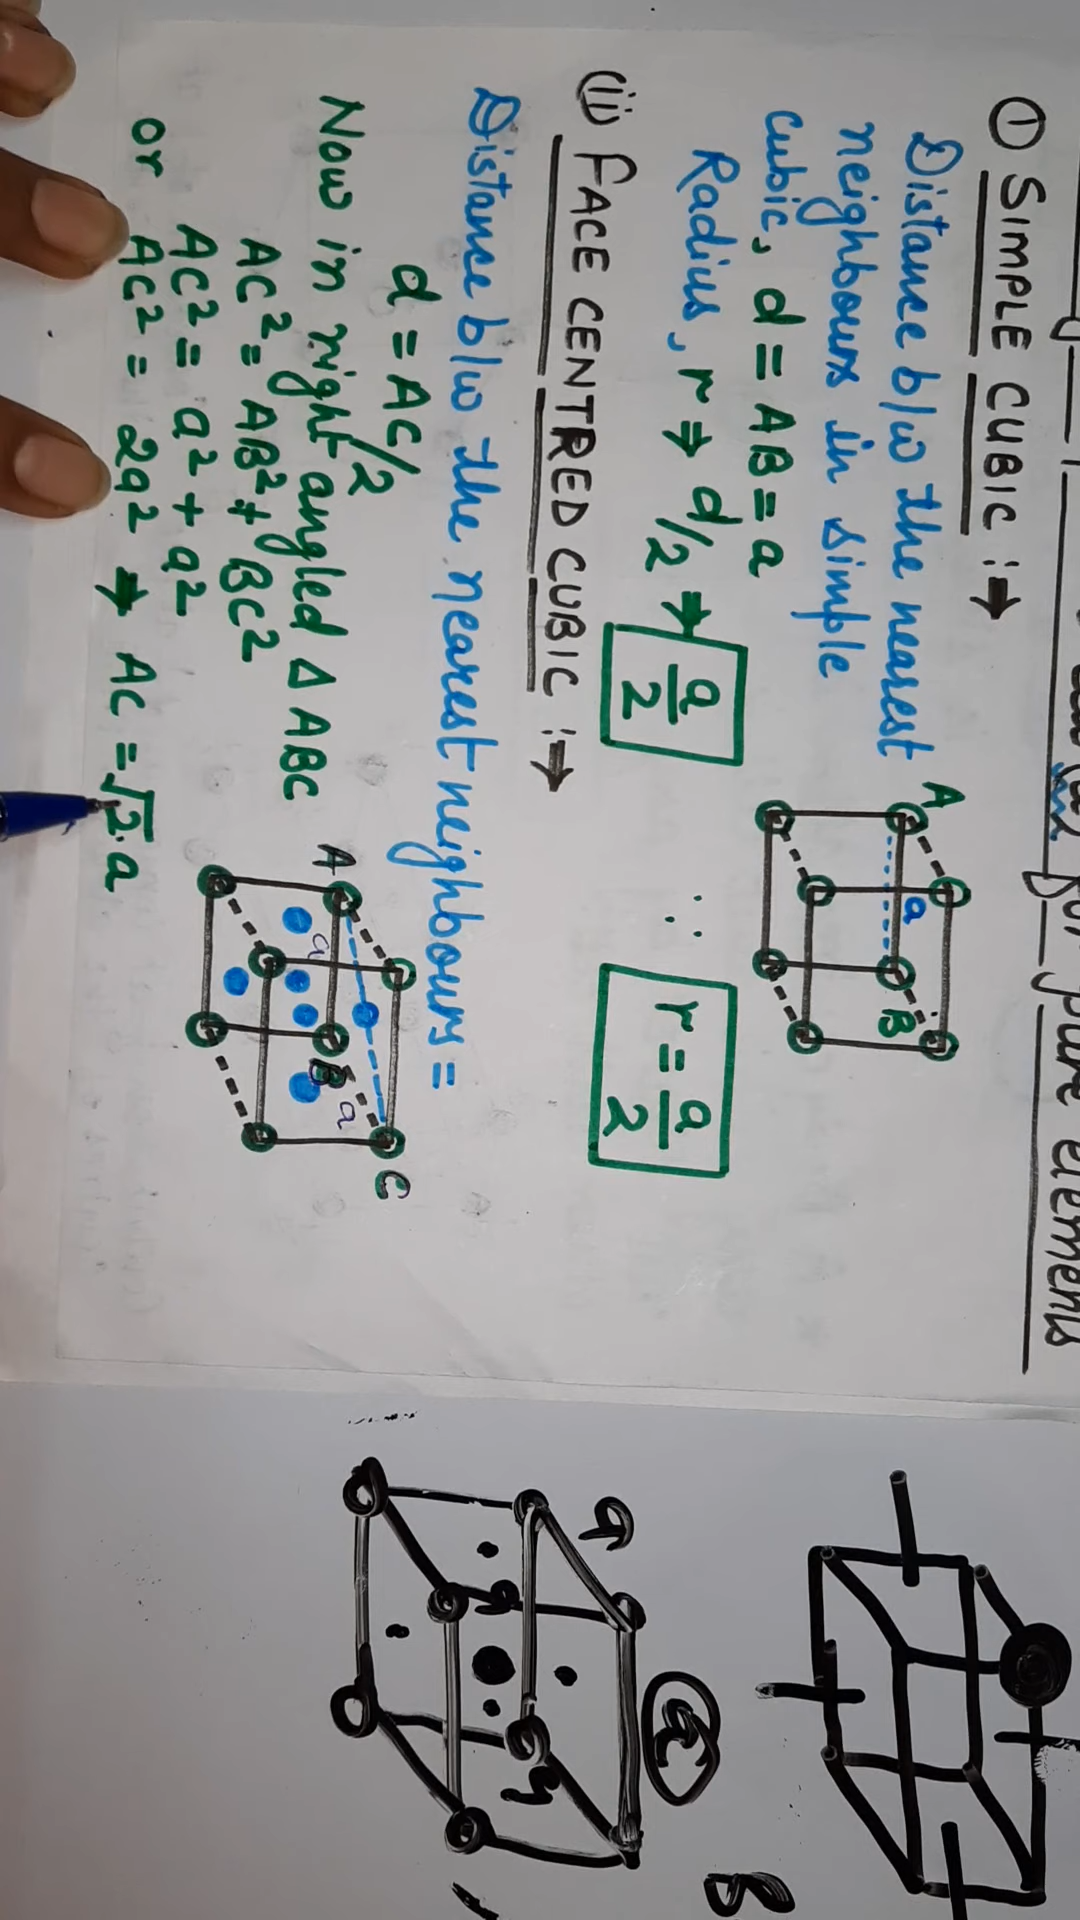 for pure elements
① SIMPLE CUBIC :→
Distance b/w the nearest
neighbours in simple
cubic, d = AB = a
Radius, r → d/2 → a/2 ∴ r = a/2
A
a
B
(ii) FACE CENTRED CUBIC :→
Distance b/w the nearest neighbours =
d = AC/2
Now in right angled Δ ABC
AC² = AB² + BC²
AC² = a² + a²
or AC² = 2a² → AC = √2.a
A
a
B
a
C
B